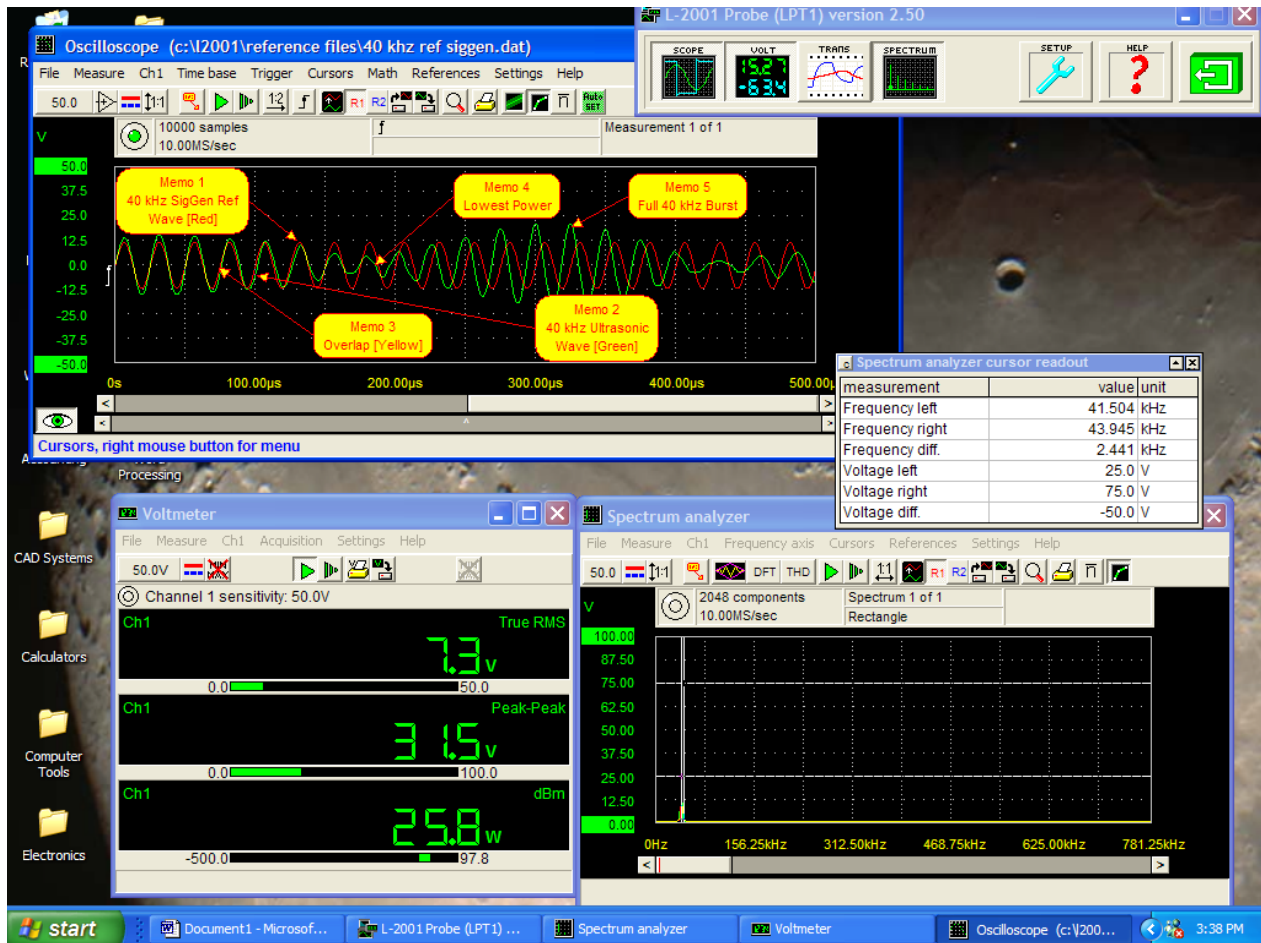 L-2001 Probe (LPT1) version 2.50
SCOPE VOLT TRANS SPECTRUM SETUP HELP
15.27
-63.4
Oscilloscope (c:\l2001\reference files\40 khz ref siggen.dat)
File Measure Ch1 Time base Trigger Cursors Math References Settings Help
50.0 1:1 1:2 R1 R2 Auto SET
10000 samples
10.00MS/sec
Measurement 1 of 1
V
50.0
37.5
25.0
12.5
0.0
-12.5
-25.0
-37.5
-50.0
Memo 1
40 kHz SigGen Ref
Wave [Red]
Memo 4
Lowest Power
Memo 5
Full 40 kHz Burst
Memo 3
Overlap [Yellow]
Memo 2
40 kHz Ultrasonic
Wave [Green]
0s 100.00µs 200.00µs 300.00µs 400.00µs 500.00µ
Cursors, right mouse button for menu
Spectrum analyzer cursor readout
measurement value unit
Frequency left 41.504 kHz
Frequency right 43.945 kHz
Frequency diff. 2.441 kHz
Voltage left 25.0 V
Voltage right 75.0 V
Voltage diff. -50.0 V
Processing
CAD Systems
Calculators
Computer
Tools
Electronics
Voltmeter
File Measure Ch1 Acquisition Settings Help
50.0V
Channel 1 sensitivity: 50.0V
Ch1 True RMS
7.3 V
0.0 50.0
Ch1 Peak-Peak
31.5 V
0.0 100.0
Ch1 dBm
25.8 W
-500.0 97.8
Spectrum analyzer
File Measure Ch1 Frequency axis Cursors References Settings Help
50.0 1:1 DFT THD 1:1 R1 R2
2048 components
10.00MS/sec
Spectrum 1 of 1
Rectangle
V
100.00
87.50
75.00
62.50
50.00
37.50
25.00
12.50
0.00
0Hz 156.25kHz 312.50kHz 468.75kHz 625.00kHz 781.25kHz
start
Document1 - Microsof...
L-2001 Probe (LPT1) ...
Spectrum analyzer
Voltmeter
Oscilloscope (c:\l200...
3:38 PM